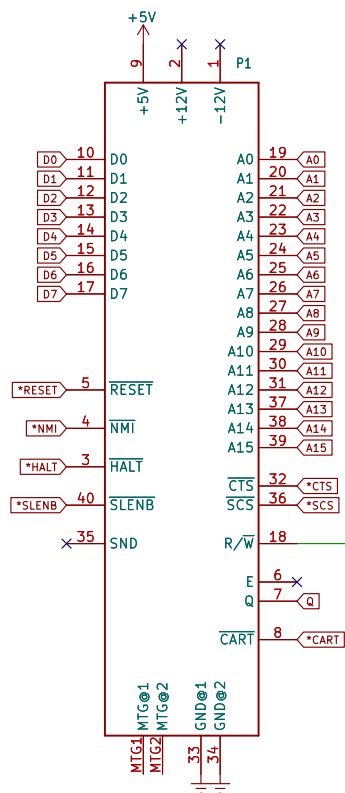 +5V
P1
9
2
1
+5V
+12V
-12V
D0 10 D0 A0 19 A0
D1 11 D1 A1 20 A1
D2 12 D2 A2 21 A2
D3 13 D3 A3 22 A3
D4 14 D4 A4 23 A4
D5 15 D5 A5 24 A5
D6 16 D6 A6 25 A6
D7 17 D7 A7 26 A7
A8 27 A8
A9 28 A9
A10 29 A10
A11 30 A11
*RESET 5 RESET A12 31 A12
A13 37 A13
*NMI 4 NMI A14 38 A14
A15 39 A15
*HALT 3 HALT
CTS 32 *CTS
*SLENB 40 SLENB SCS 36 *SCS
35 SND R/W 18
E 6
Q 7 Q
CART 8 *CART
MTG@1
MTG@2
GND@1
GND@2
MTG1
MTG2
33
34